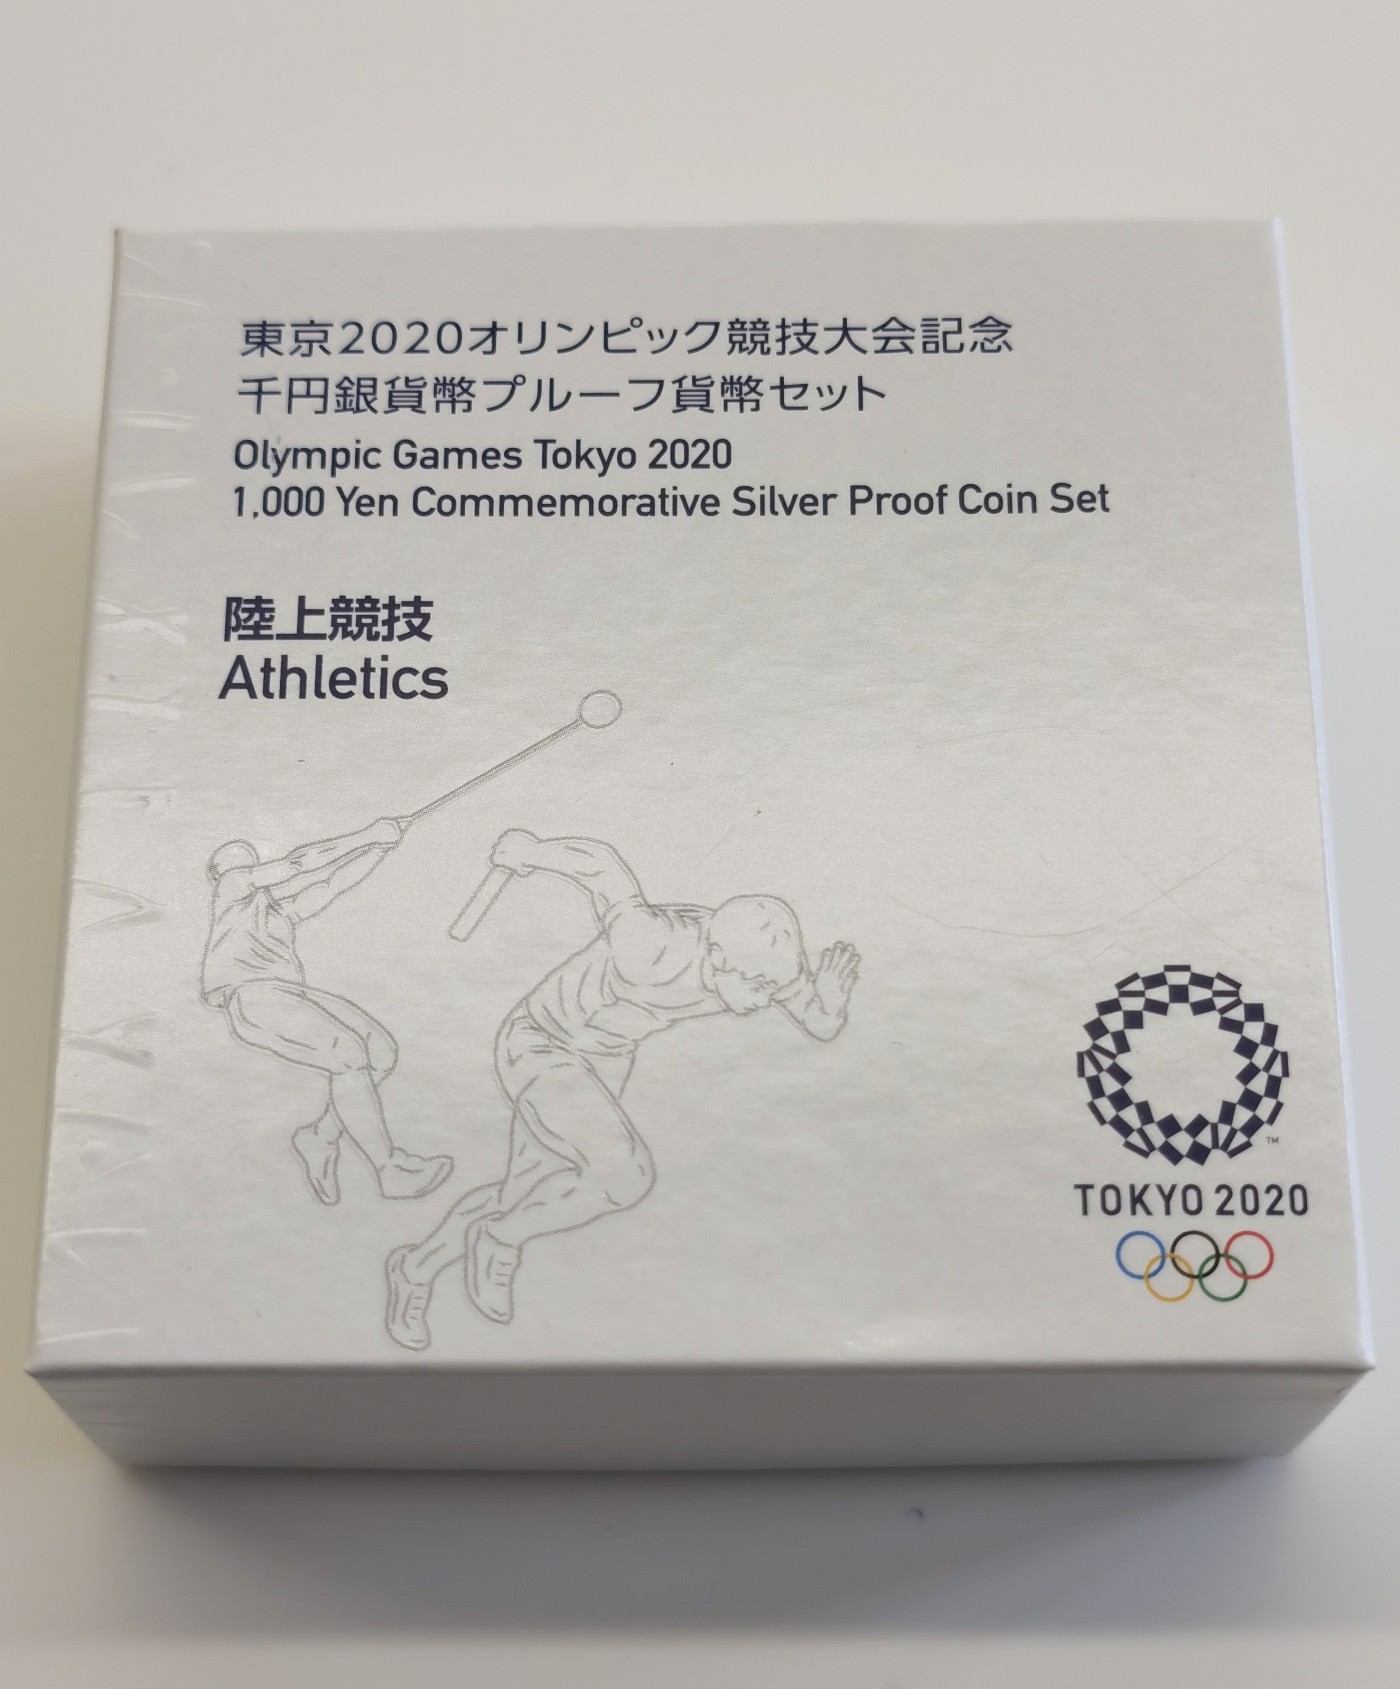 東京2020オリンピック競技大会記念
千円銀貨幣プルーフ貨幣セット
Olympic Games Tokyo 2020
1,000 Yen Commemorative Silver Proof Coin Set
陸上競技
Athletics
TM
TOKYO 2020